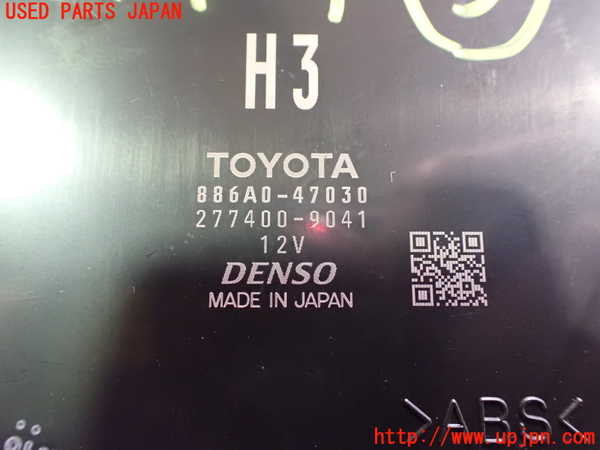 USED PARTS JAPAN
H3
TOYOTA
886A0-47030
277400-9041
12V
DENSO
MADE IN JAPAN
>ABS<
http://www.upjpn.com